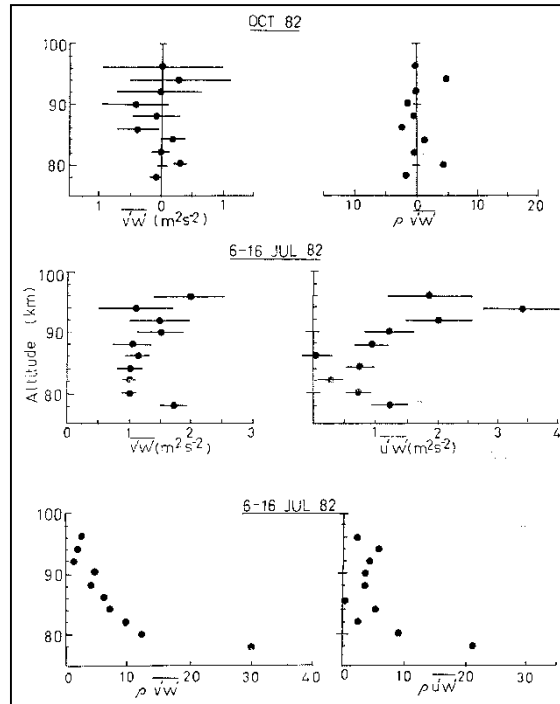 OCT 82
100
90
80
1 0 1
v'w' (m²s⁻²)
10 0 10 20
ρ v'w'
6-16 JUL 82
Altitude (km)
100
90
80
0 1 2 3
v'w' (m²s⁻²)
1 2 3 4
u'w' (m²s⁻²)
6-16 JUL 82
100
90
80
0 10 20 30 40
ρ v'w'
0 10 20 30
ρ u'w'